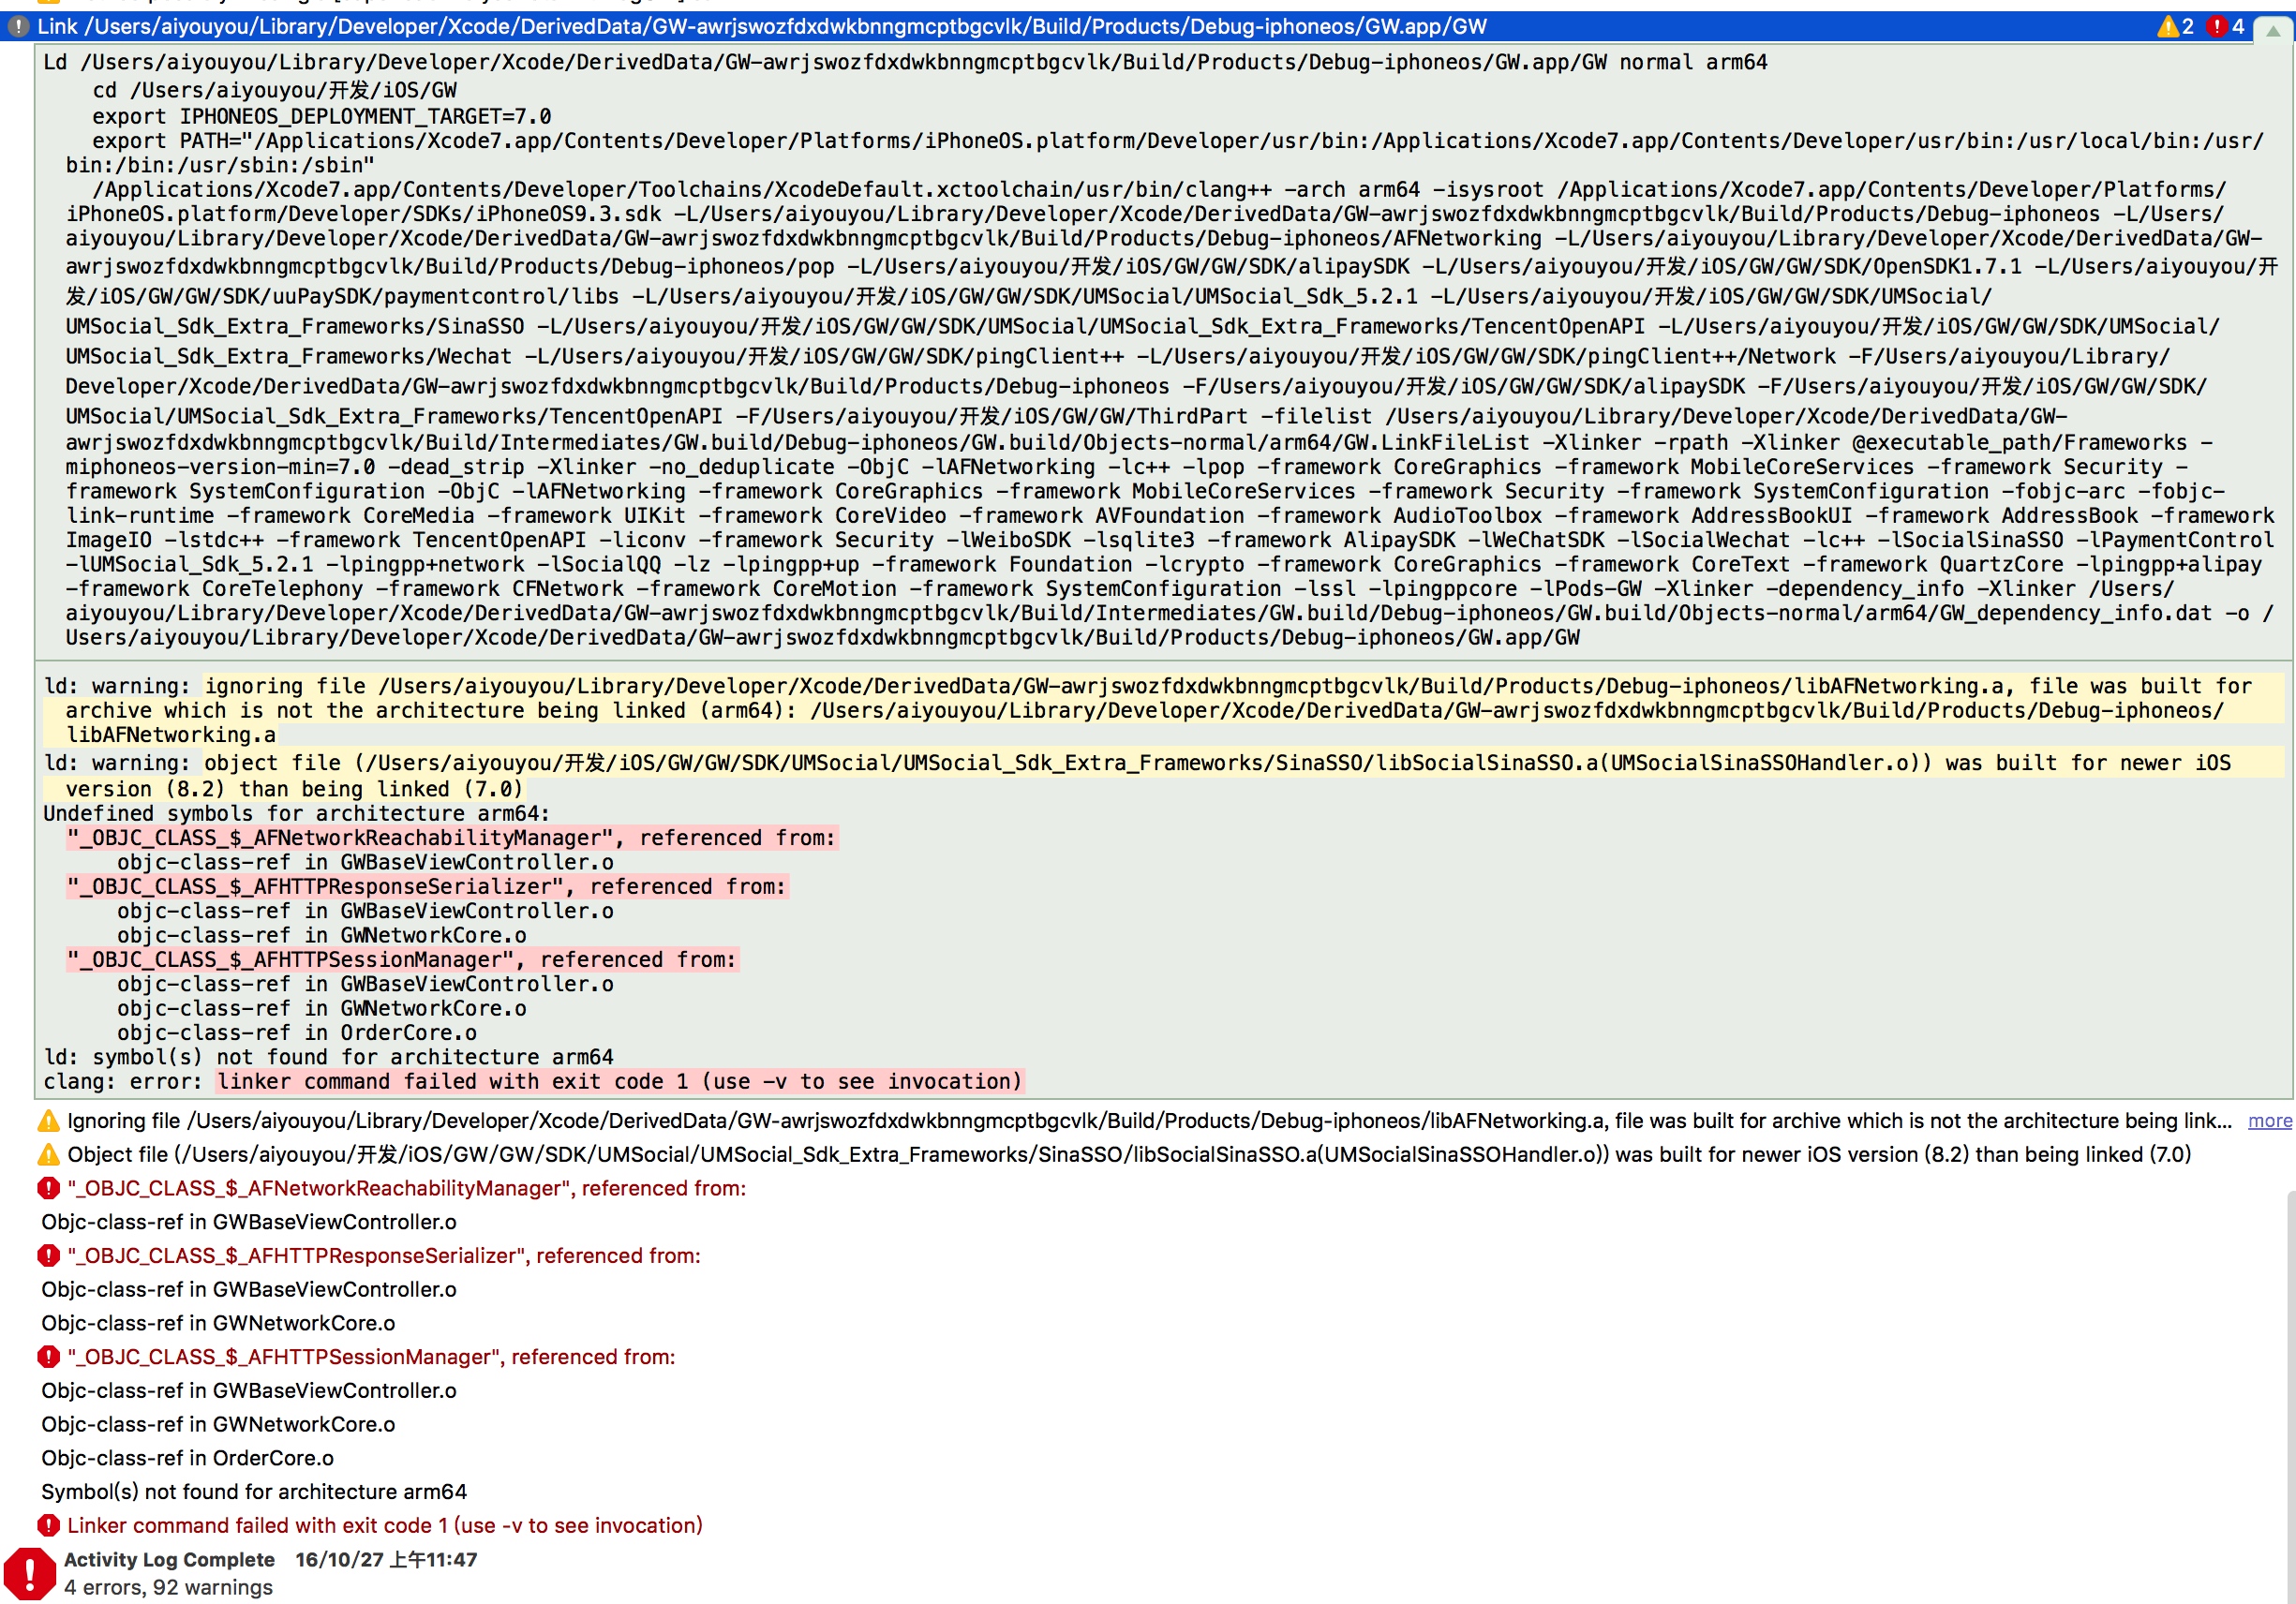 Link /Users/aiyouyou/Library/Developer/Xcode/DerivedData/GW-awrjswozfdxdwkbnngmcptbgcvlk/Build/Products/Debug-iphoneos/GW.app/GW 2 4
Ld /Users/aiyouyou/Library/Developer/Xcode/DerivedData/GW-awrjswozfdxdwkbnngmcptbgcvlk/Build/Products/Debug-iphoneos/GW.app/GW normal arm64
cd /Users/aiyouyou/开发/iOS/GW
export IPHONEOS_DEPLOYMENT_TARGET=7.0
export PATH="/Applications/Xcode7.app/Contents/Developer/Platforms/iPhoneOS.platform/Developer/usr/bin:/Applications/Xcode7.app/Contents/Developer/usr/bin:/usr/local/bin:/usr/
bin:/bin:/usr/sbin:/sbin"
/Applications/Xcode7.app/Contents/Developer/Toolchains/XcodeDefault.xctoolchain/usr/bin/clang++ -arch arm64 -isysroot /Applications/Xcode7.app/Contents/Developer/Platforms/
iPhoneOS.platform/Developer/SDKs/iPhoneOS9.3.sdk -L/Users/aiyouyou/Library/Developer/Xcode/DerivedData/GW-awrjswozfdxdwkbnngmcptbgcvlk/Build/Products/Debug-iphoneos -L/Users/
aiyouyou/Library/Developer/Xcode/DerivedData/GW-awrjswozfdxdwkbnngmcptbgcvlk/Build/Products/Debug-iphoneos/AFNetworking -L/Users/aiyouyou/Library/Developer/Xcode/DerivedData/GW-
awrjswozfdxdwkbnngmcptbgcvlk/Build/Products/Debug-iphoneos/pop -L/Users/aiyouyou/开发/iOS/GW/GW/SDK/alipaySDK -L/Users/aiyouyou/开发/iOS/GW/GW/SDK/OpenSDK1.7.1 -L/Users/aiyouyou/开
发/iOS/GW/GW/SDK/uuPaySDK/paymentcontrol/libs -L/Users/aiyouyou/开发/iOS/GW/GW/SDK/UMSocial/UMSocial_Sdk_5.2.1 -L/Users/aiyouyou/开发/iOS/GW/GW/SDK/UMSocial/
UMSocial_Sdk_Extra_Frameworks/SinaSSO -L/Users/aiyouyou/开发/iOS/GW/GW/SDK/UMSocial/UMSocial_Sdk_Extra_Frameworks/TencentOpenAPI -L/Users/aiyouyou/开发/iOS/GW/GW/SDK/UMSocial/
UMSocial_Sdk_Extra_Frameworks/Wechat -L/Users/aiyouyou/开发/iOS/GW/GW/SDK/pingClient++ -L/Users/aiyouyou/开发/iOS/GW/GW/SDK/pingClient++/Network -F/Users/aiyouyou/Library/
Developer/Xcode/DerivedData/GW-awrjswozfdxdwkbnngmcptbgcvlk/Build/Products/Debug-iphoneos -F/Users/aiyouyou/开发/iOS/GW/GW/SDK/alipaySDK -F/Users/aiyouyou/开发/iOS/GW/GW/SDK/
UMSocial/UMSocial_Sdk_Extra_Frameworks/TencentOpenAPI -F/Users/aiyouyou/开发/iOS/GW/GW/ThirdPart -filelist /Users/aiyouyou/Library/Developer/Xcode/DerivedData/GW-
awrjswozfdxdwkbnngmcptbgcvlk/Build/Intermediates/GW.build/Debug-iphoneos/GW.build/Objects-normal/arm64/GW.LinkFileList -Xlinker -rpath -Xlinker @executable_path/Frameworks -
miphoneos-version-min=7.0 -dead_strip -Xlinker -no_deduplicate -ObjC -lAFNetworking -lc++ -lpop -framework CoreGraphics -framework MobileCoreServices -framework Security -
framework SystemConfiguration -ObjC -lAFNetworking -framework CoreGraphics -framework MobileCoreServices -framework Security -framework SystemConfiguration -fobjc-arc -fobjc-
link-runtime -framework CoreMedia -framework UIKit -framework CoreVideo -framework AVFoundation -framework AudioToolbox -framework AddressBookUI -framework AddressBook -framework
ImageIO -lstdc++ -framework TencentOpenAPI -liconv -framework Security -lWeiboSDK -lsqlite3 -framework AlipaySDK -lWeChatSDK -lSocialWechat -lc++ -lSocialSinaSSO -lPaymentControl
-lUMSocial_Sdk_5.2.1 -lpingpp+network -lSocialQQ -lz -lpingpp+up -framework Foundation -lcrypto -framework CoreGraphics -framework CoreText -framework QuartzCore -lpingpp+alipay
-framework CoreTelephony -framework CFNetwork -framework CoreMotion -framework SystemConfiguration -lssl -lpingppcore -lPods-GW -Xlinker -dependency_info -Xlinker /Users/
aiyouyou/Library/Developer/Xcode/DerivedData/GW-awrjswozfdxdwkbnngmcptbgcvlk/Build/Intermediates/GW.build/Debug-iphoneos/GW.build/Objects-normal/arm64/GW_dependency_info.dat -o /
Users/aiyouyou/Library/Developer/Xcode/DerivedData/GW-awrjswozfdxdwkbnngmcptbgcvlk/Build/Products/Debug-iphoneos/GW.app/GW
ld: warning: ignoring file /Users/aiyouyou/Library/Developer/Xcode/DerivedData/GW-awrjswozfdxdwkbnngmcptbgcvlk/Build/Products/Debug-iphoneos/libAFNetworking.a, file was built for
archive which is not the architecture being linked (arm64): /Users/aiyouyou/Library/Developer/Xcode/DerivedData/GW-awrjswozfdxdwkbnngmcptbgcvlk/Build/Products/Debug-iphoneos/
libAFNetworking.a
ld: warning: object file (/Users/aiyouyou/开发/iOS/GW/GW/SDK/UMSocial/UMSocial_Sdk_Extra_Frameworks/SinaSSO/libSocialSinaSSO.a(UMSocialSinaSSOHandler.o)) was built for newer iOS
version (8.2) than being linked (7.0)
Undefined symbols for architecture arm64:
"_OBJC_CLASS_$_AFNetworkReachabilityManager", referenced from:
objc-class-ref in GWBaseViewController.o
"_OBJC_CLASS_$_AFHTTPResponseSerializer", referenced from:
objc-class-ref in GWBaseViewController.o
objc-class-ref in GWNetworkCore.o
"_OBJC_CLASS_$_AFHTTPSessionManager", referenced from:
objc-class-ref in GWBaseViewController.o
objc-class-ref in GWNetworkCore.o
objc-class-ref in OrderCore.o
ld: symbol(s) not found for architecture arm64
clang: error: linker command failed with exit code 1 (use -v to see invocation)
Ignoring file /Users/aiyouyou/Library/Developer/Xcode/DerivedData/GW-awrjswozfdxdwkbnngmcptbgcvlk/Build/Products/Debug-iphoneos/libAFNetworking.a, file was built for archive which is not the architecture being link... more
Object file (/Users/aiyouyou/开发/iOS/GW/GW/SDK/UMSocial/UMSocial_Sdk_Extra_Frameworks/SinaSSO/libSocialSinaSSO.a(UMSocialSinaSSOHandler.o)) was built for newer iOS version (8.2) than being linked (7.0)
"_OBJC_CLASS_$_AFNetworkReachabilityManager", referenced from:
Objc-class-ref in GWBaseViewController.o
"_OBJC_CLASS_$_AFHTTPResponseSerializer", referenced from:
Objc-class-ref in GWBaseViewController.o
Objc-class-ref in GWNetworkCore.o
"_OBJC_CLASS_$_AFHTTPSessionManager", referenced from:
Objc-class-ref in GWBaseViewController.o
Objc-class-ref in GWNetworkCore.o
Objc-class-ref in OrderCore.o
Symbol(s) not found for architecture arm64
Linker command failed with exit code 1 (use -v to see invocation)
Activity Log Complete 16/10/27 上午11:47
4 errors, 92 warnings